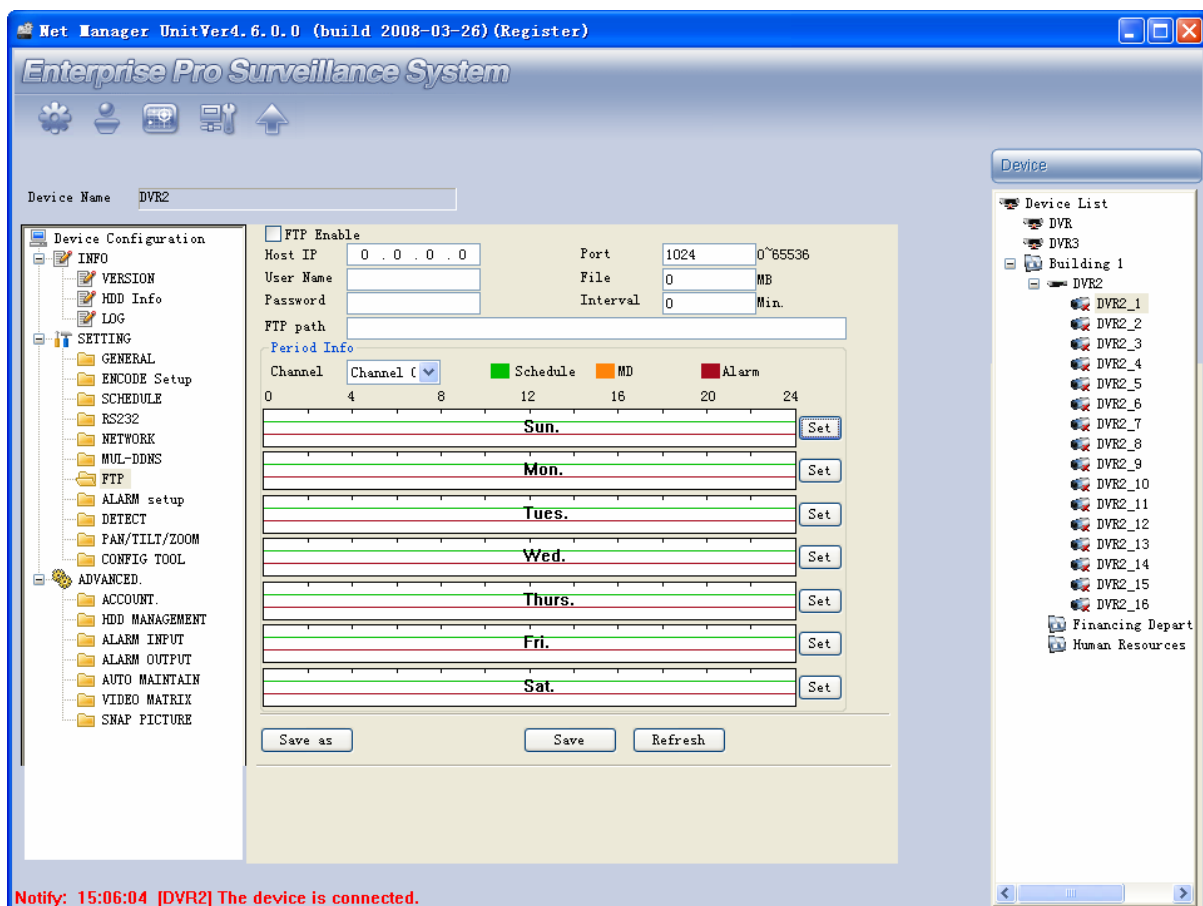 Net Manager UnitVer4.6.0.0 (build 2008-03-26)(Register)
Enterprise Pro Surveillance System
Device Name DVR2
Device Configuration
INFO
VERSION
HDD Info
LOG
SETTING
GENERAL
ENCODE Setup
SCHEDULE
RS232
NETWORK
MUL-DDNS
FTP
ALARM setup
DETECT
PAN/TILT/ZOOM
CONFIG TOOL
ADVANCED.
ACCOUNT.
HDD MANAGEMENT
ALARM INPUT
ALARM OUTPUT
AUTO MAINTAIN
VIDEO MATRIX
SNAP PICTURE
FTP Enable
Host IP 0 . 0 . 0 . 0 Port 1024 0~65536
User Name File 0 MB
Password Interval 0 Min.
FTP path
Period Info
Channel Channel 0 Schedule MD Alarm
0 4 8 12 16 20 24
Sun. Set
Mon. Set
Tues. Set
Wed. Set
Thurs. Set
Fri. Set
Sat. Set
Save as Save Refresh
Device
Device List
DVR
DVR3
Building 1
DVR2
DVR2_1
DVR2_2
DVR2_3
DVR2_4
DVR2_5
DVR2_6
DVR2_7
DVR2_8
DVR2_9
DVR2_10
DVR2_11
DVR2_12
DVR2_13
DVR2_14
DVR2_15
DVR2_16
Financing Depart
Human Resources
Notify: 15:06:04 [DVR2] The device is connected.